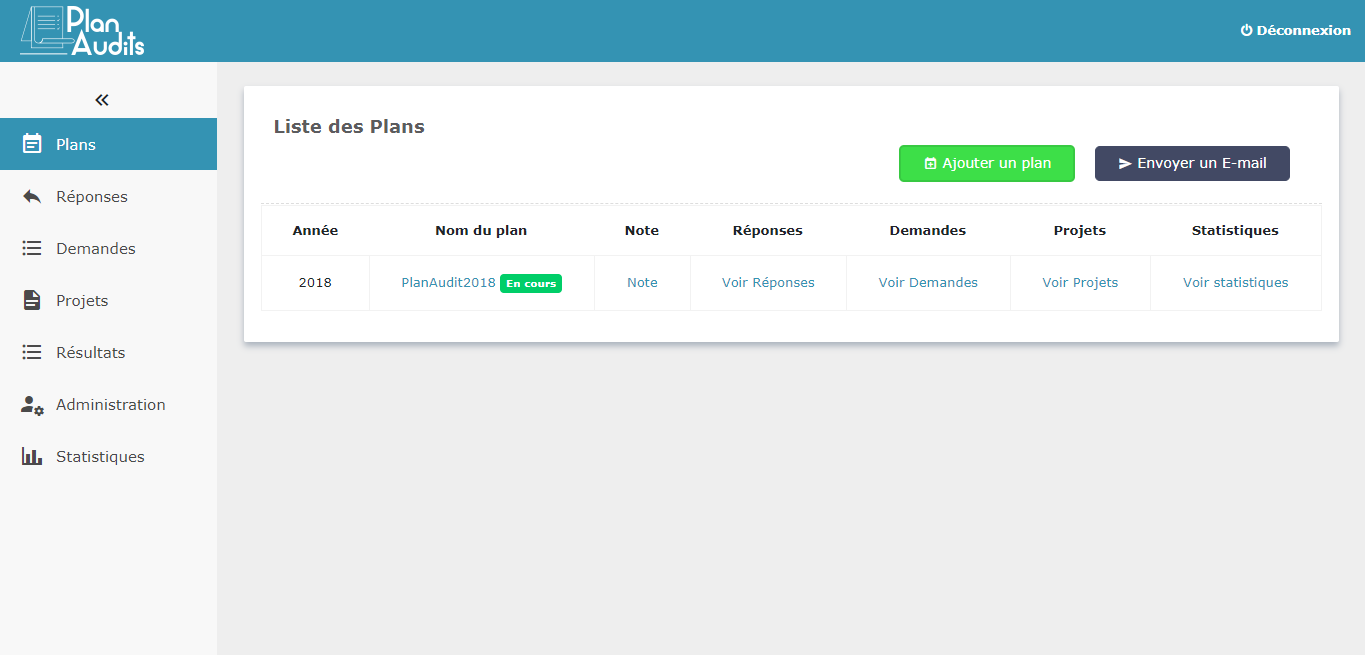 Plan
Audits
Déconnexion
«
Plans
Réponses
Demandes
Projets
Résultats
Administration
Statistiques
Liste des Plans
Ajouter un plan Envoyer un E-mail
Année Nom du plan Note Réponses Demandes Projets Statistiques
2018 PlanAudit2018 En cours Note Voir Réponses Voir Demandes Voir Projets Voir statistiques